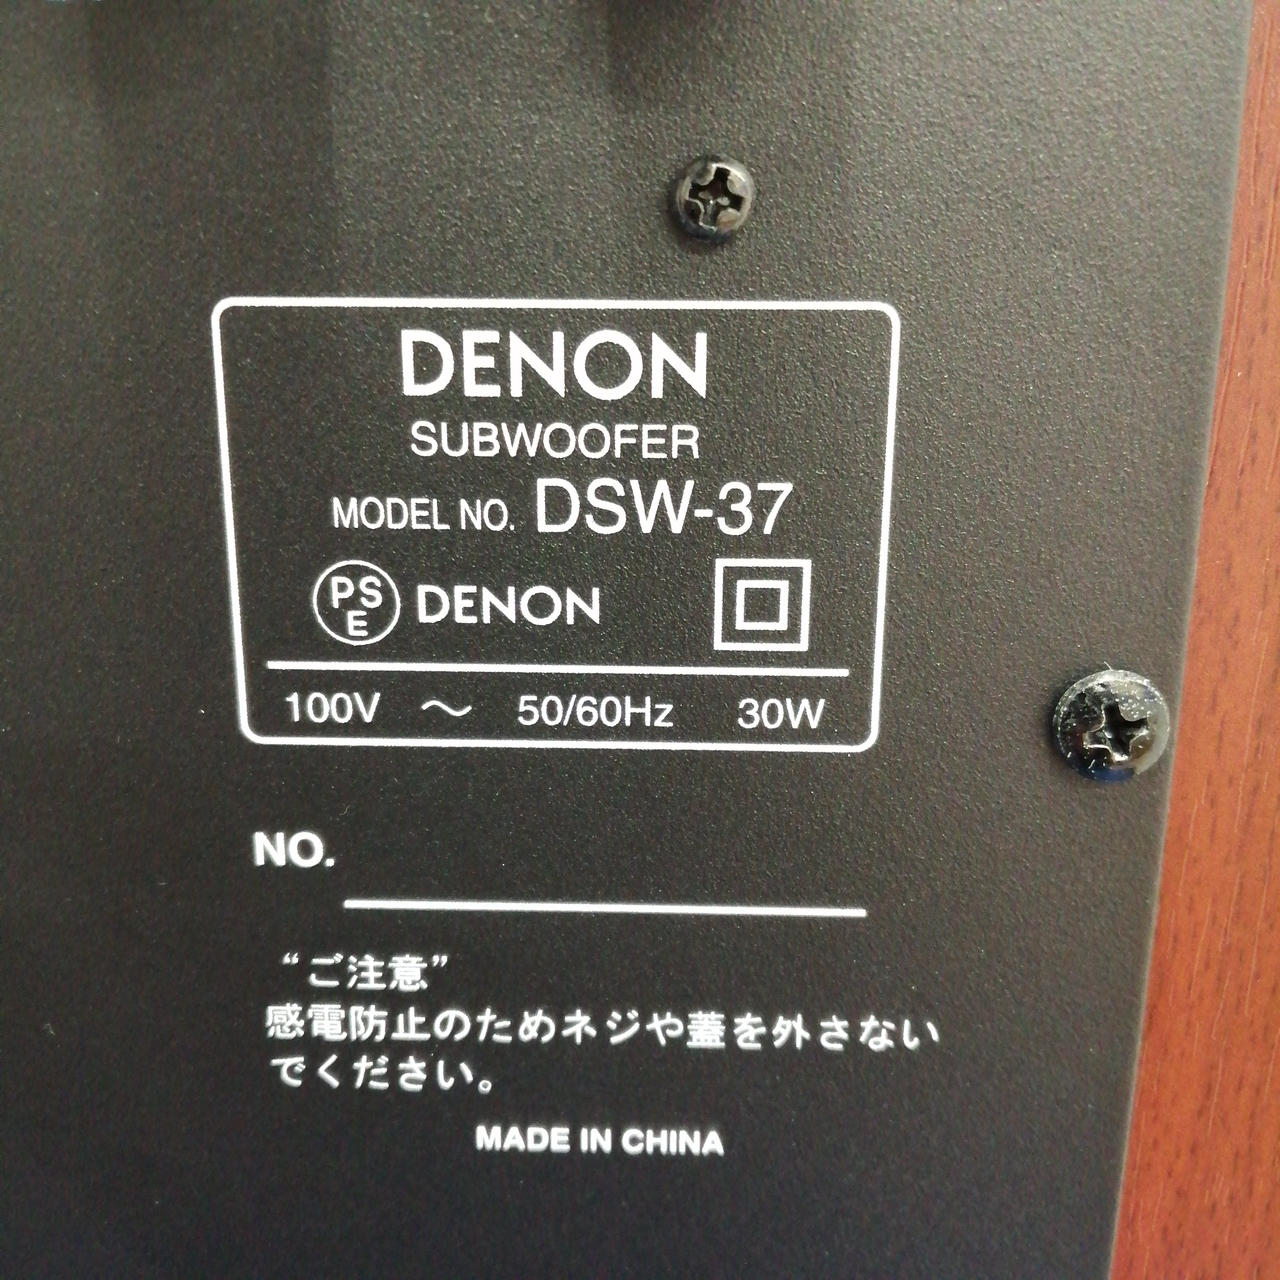 DENON
SUBWOOFER
MODEL NO. DSW-37
PSE DENON
100V ～ 50/60Hz 30W
NO.
“ご注意”
感電防止のためネジや蓋を外さない
でください。
MADE IN CHINA